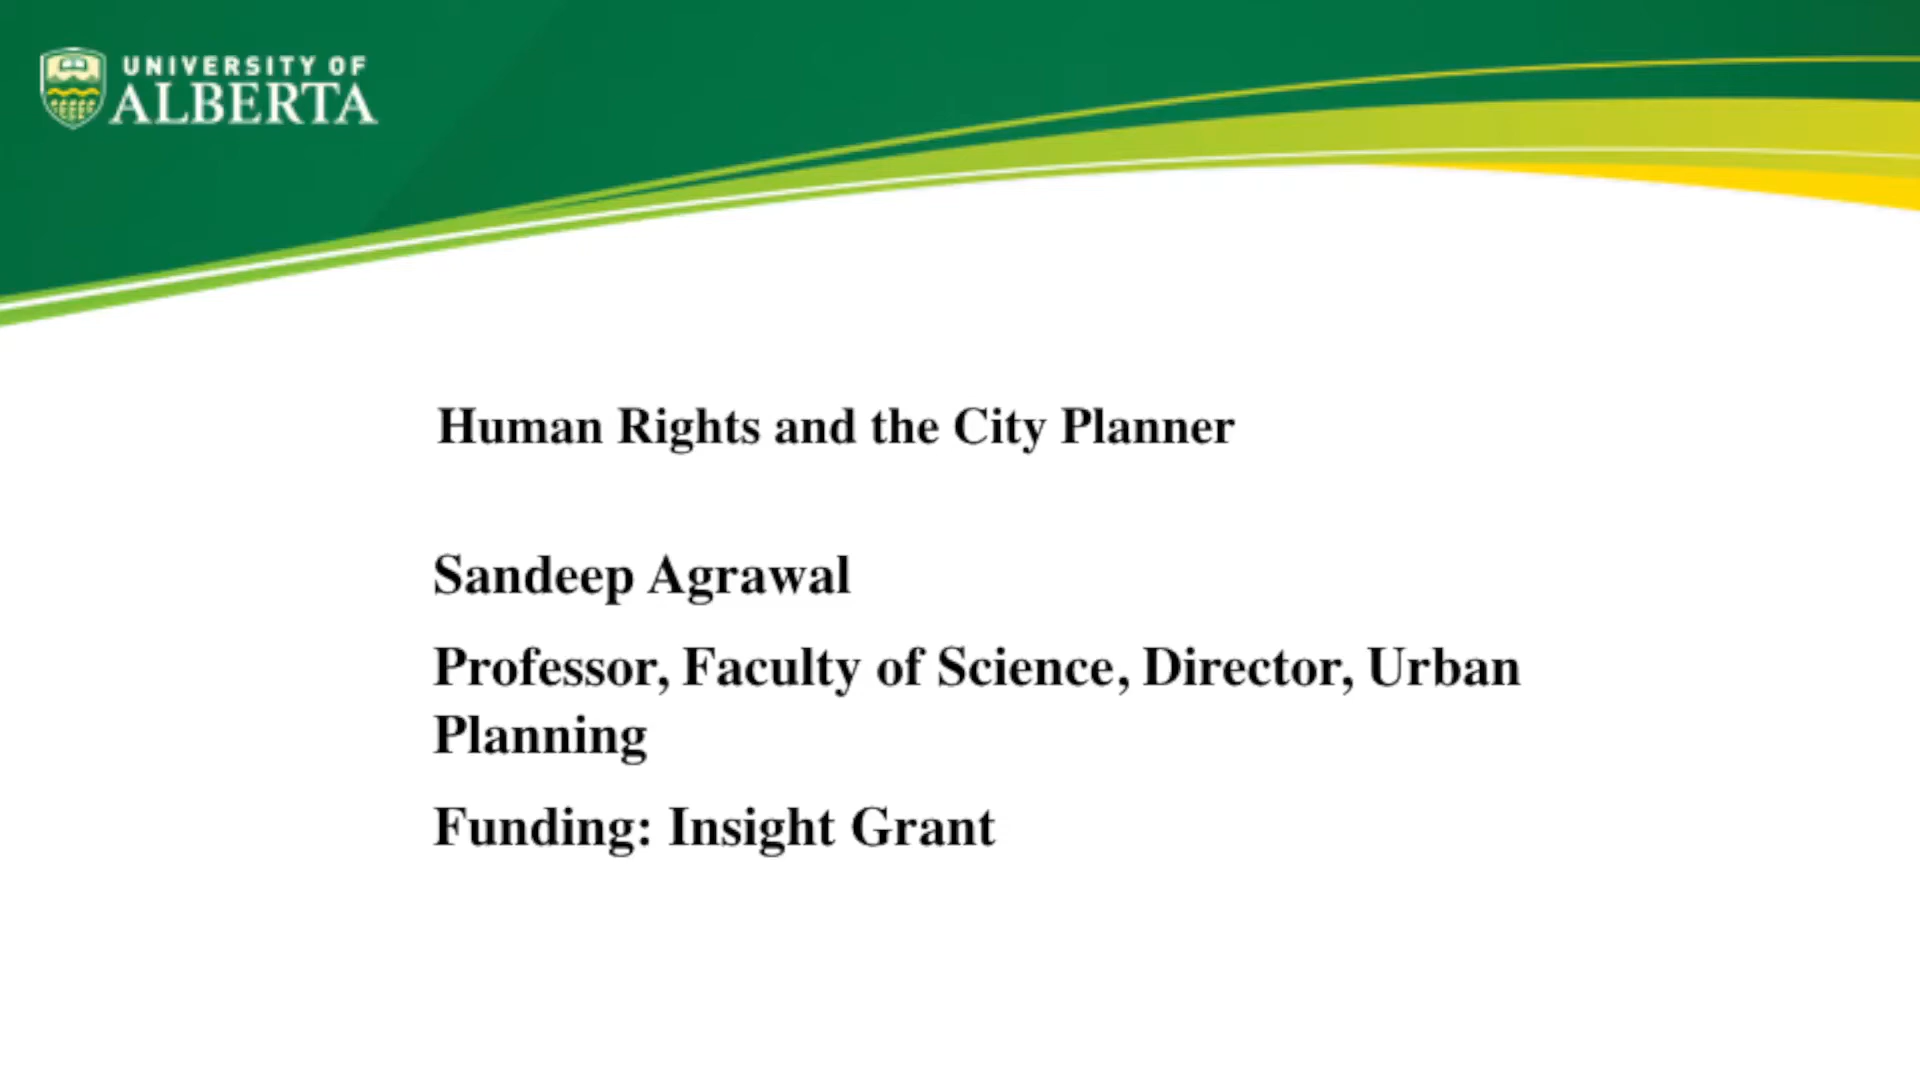 UNIVERSITY OF
ALBERTA
Human Rights and the City Planner
Sandeep Agrawal
Professor, Faculty of Science, Director, Urban
Planning
Funding: Insight Grant